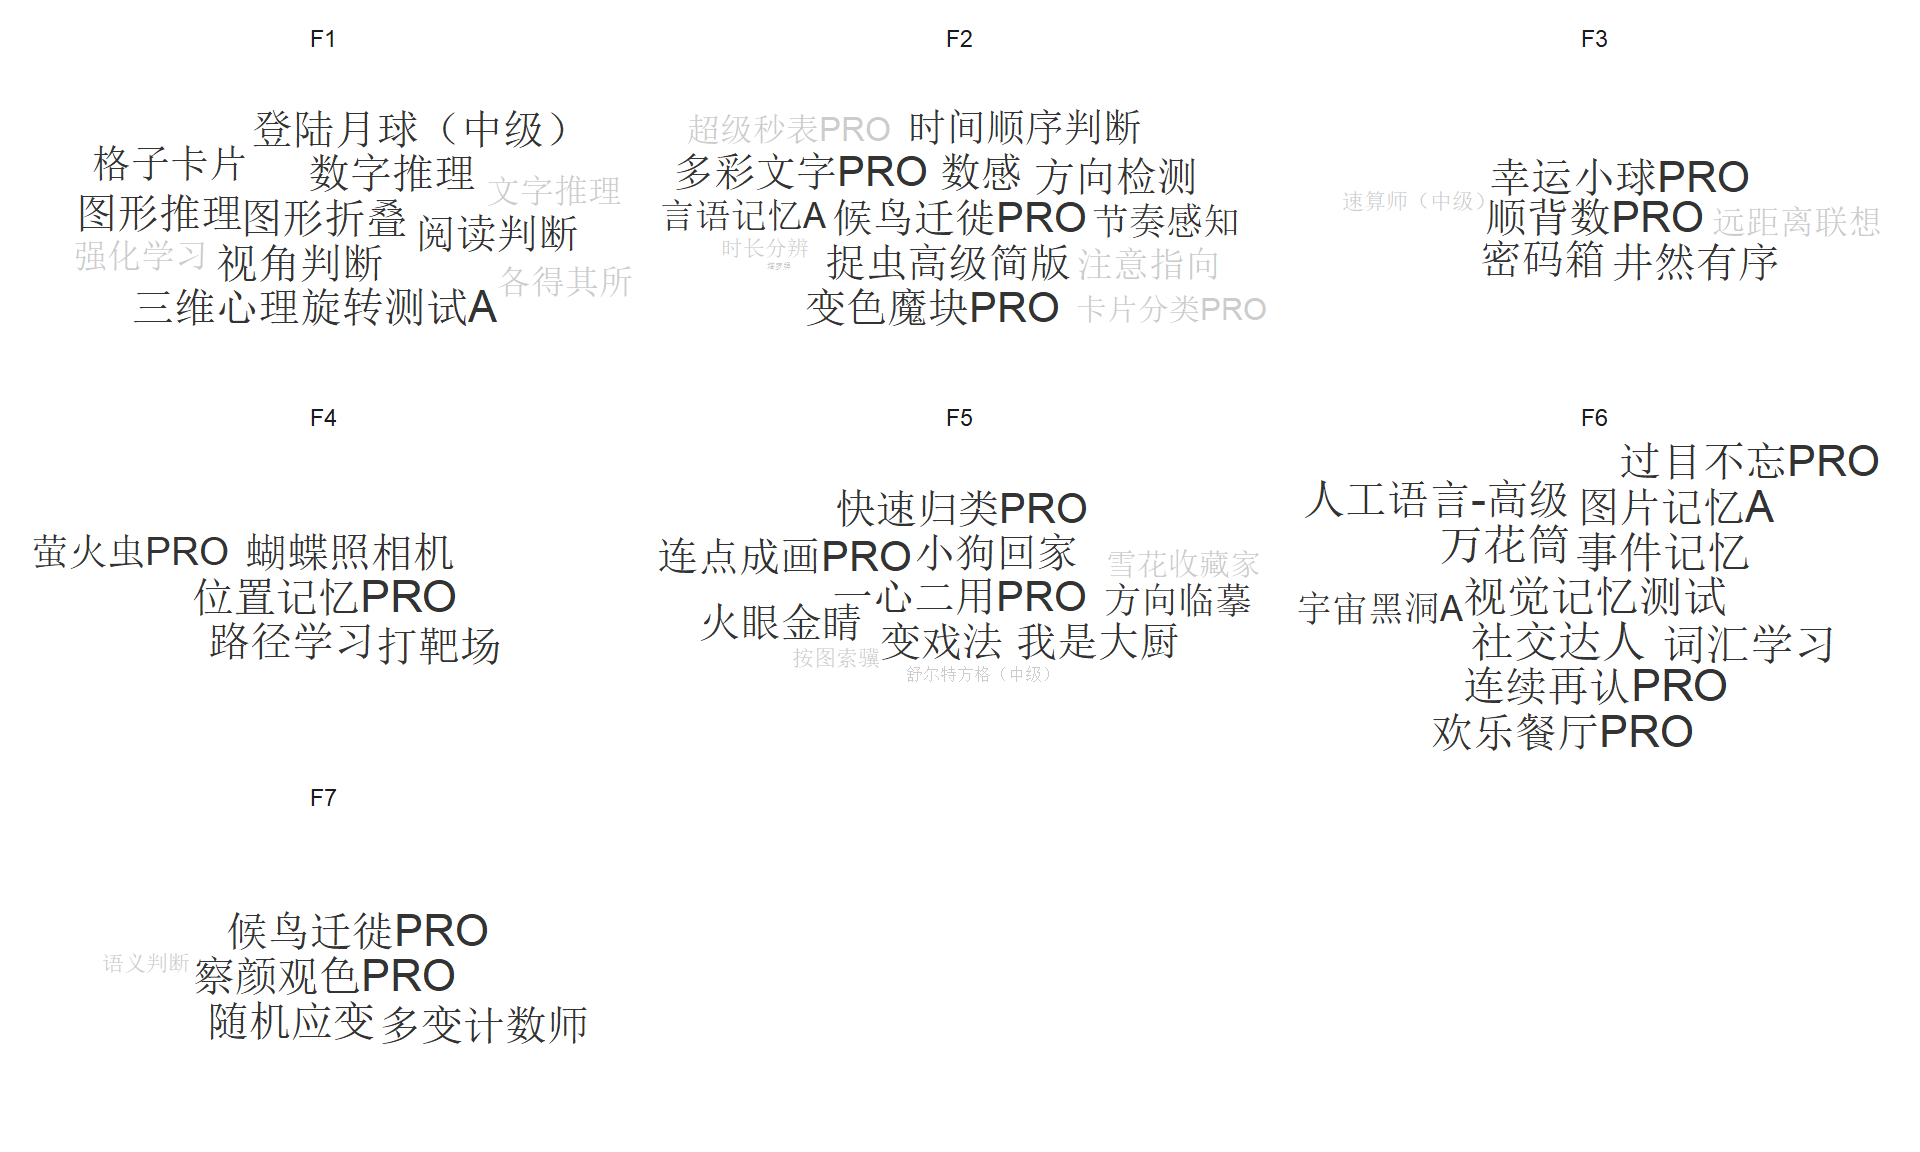 F1
登陆月球（中级）
格子卡片
数字推理
文字推理
图形推理
图形折叠
阅读判断
强化学习
视角判断
各得其所
三维心理旋转测试A
F2
超级秒表PRO
时间顺序判断
多彩文字PRO
数感
方向检测
言语记忆A
候鸟迁徙PRO
节奏感知
时长分辨
捉虫高级简版
注意指向
变色魔块PRO
卡片分类PRO
F3
幸运小球PRO
速算师（中级）
顺背数PRO
远距离联想
密码箱
井然有序
F4
萤火虫PRO
蝴蝶照相机
位置记忆PRO
路径学习
打靶场
F5
快速归类PRO
连点成画PRO
小狗回家
雪花收藏家
一心二用PRO
方向临摹
火眼金睛
变戏法
我是大厨
按图索骥
舒尔特方格（中级）
F6
过目不忘PRO
人工语言-高级
图片记忆A
万花筒
事件记忆
宇宙黑洞A
视觉记忆测试
社交达人
词汇学习
连续再认PRO
欢乐餐厅PRO
F7
候鸟迁徙PRO
语义判断
察颜观色PRO
随机应变
多变计数师